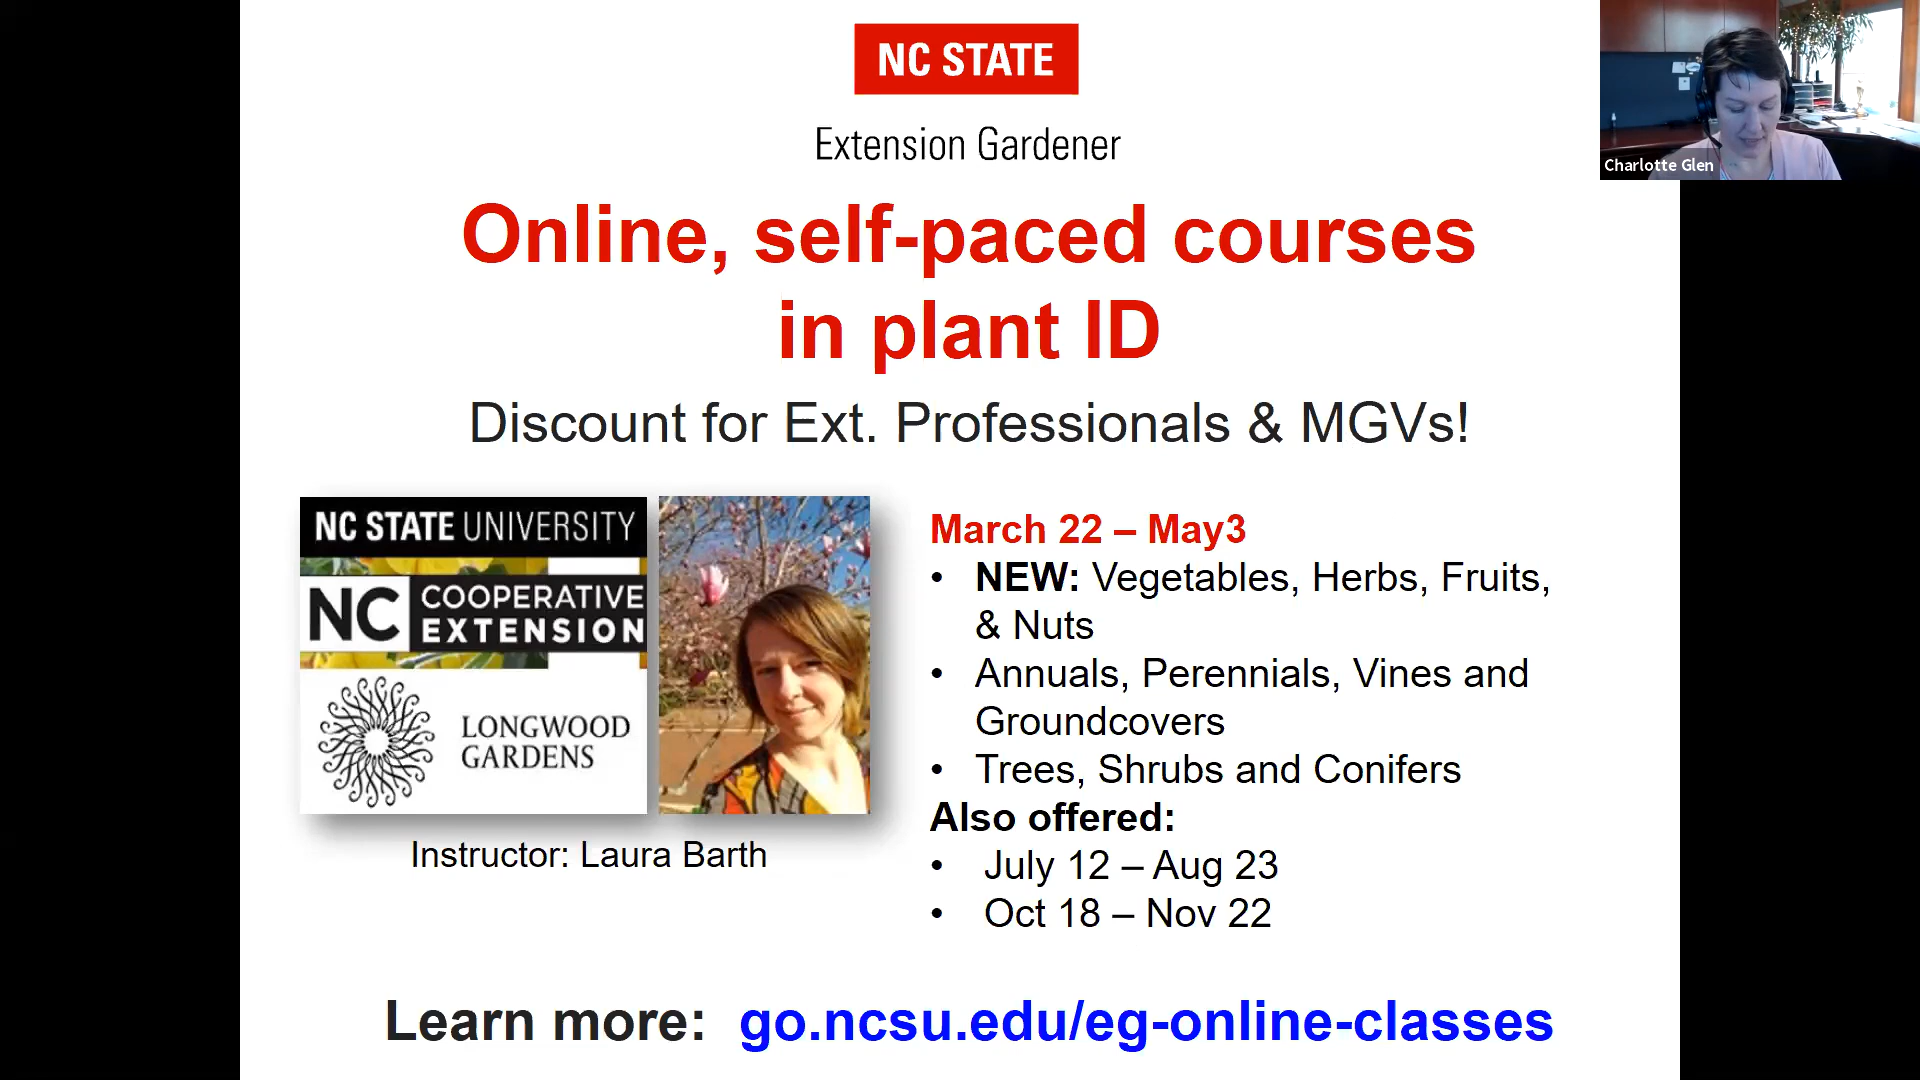 NC STATE
Extension Gardener
Charlotte Glen
Online, self-paced courses
in plant ID
Discount for Ext. Professionals & MGVs!
NC STATE UNIVERSITY
NC COOPERATIVE
EXTENSION
LONGWOOD
GARDENS
Instructor: Laura Barth
March 22 – May3
• NEW: Vegetables, Herbs, Fruits,
& Nuts
• Annuals, Perennials, Vines and
Groundcovers
• Trees, Shrubs and Conifers
Also offered:
• July 12 – Aug 23
• Oct 18 – Nov 22
Learn more: go.ncsu.edu/eg-online-classes